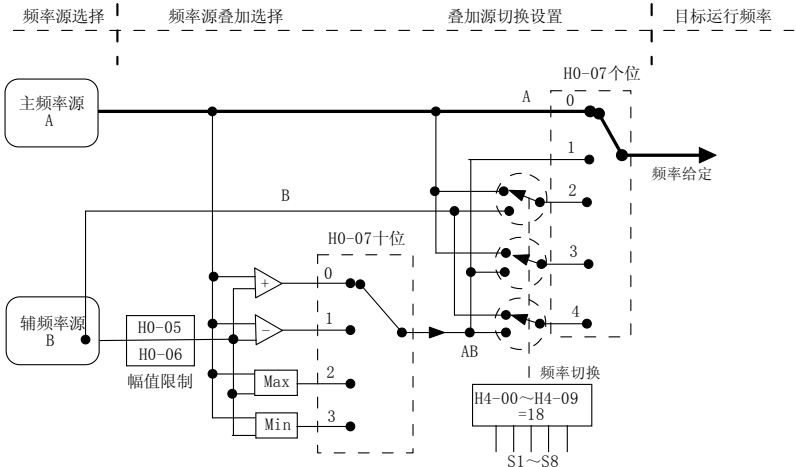 频率源选择
频率源叠加选择
叠加源切换设置
目标运行频率
H0-07个位
主频率源
A
A
0
1
频率给定
2
B
H0-07十位
3
0
+
4
辅频率源
B
H0-05
H0-06
幅值限制
−
1
AB
Max
2
频率切换
Min
3
H4-00～H4-09
=18
S1～S8